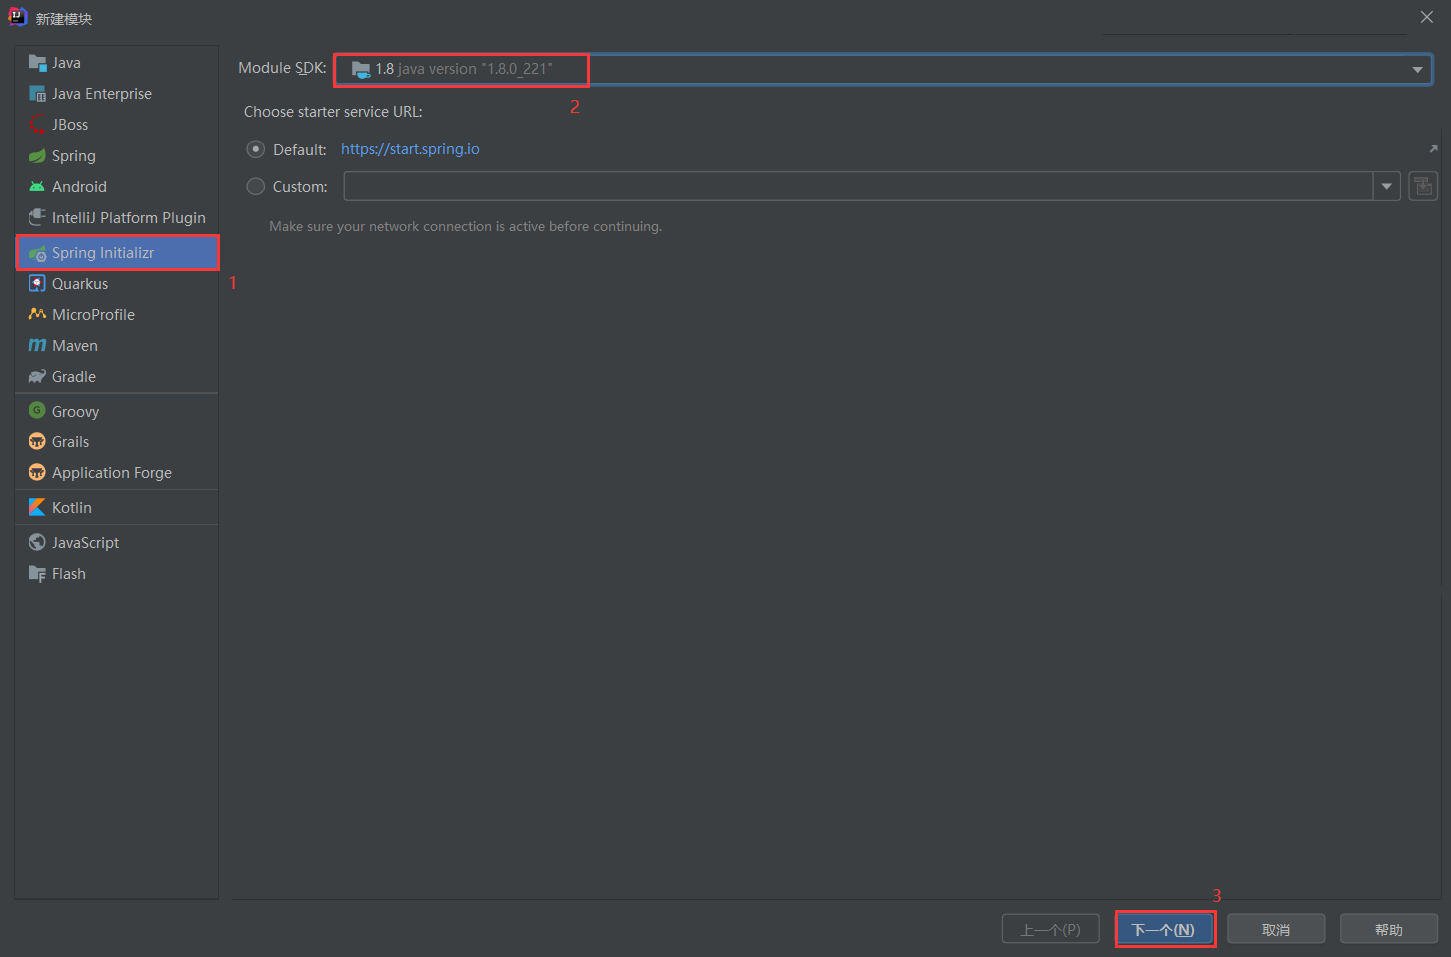 新建模块
Java
Java Enterprise
JBoss
Spring
Android
IntelliJ Platform Plugin
Spring Initializr
1
Quarkus
MicroProfile
Maven
Gradle
Groovy
Grails
Application Forge
Kotlin
JavaScript
Flash
Module SDK: 1.8 java version "1.8.0_221"
2
Choose starter service URL:
Default: https://start.spring.io
Custom:
Make sure your network connection is active before continuing.
3
上一个(P) 下一个(N) 取消 帮助